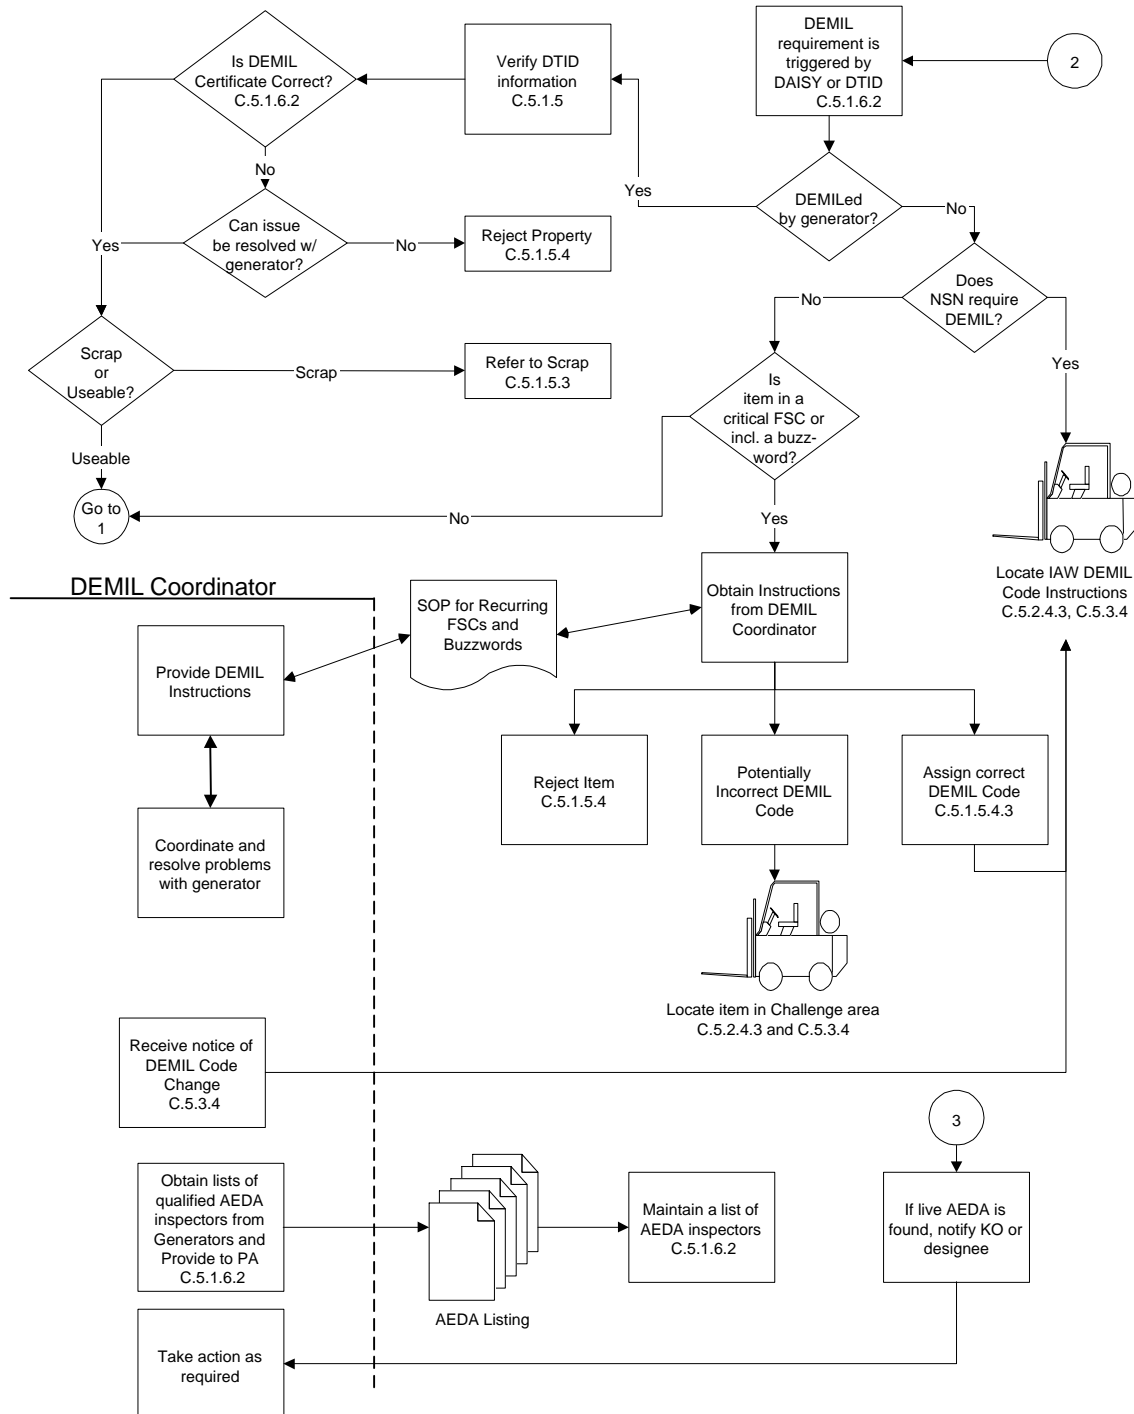 DEMIL
requirement is
triggered by
DAISY or DTID
C.5.1.6.2
2
Verify DTID
information
C.5.1.5
Is DEMIL
Certificate Correct?
C.5.1.6.2
No
Yes
DEMILed
by generator?
No
Can issue
be resolved w/
generator?
Yes
No
Reject Property
C.5.1.5.4
Does
NSN require
DEMIL?
No
Yes
Scrap
or
Useable?
Scrap
Refer to Scrap
C.5.1.5.3
Is
item in a
critical FSC or
incl. a buzz-
word?
Useable
Go to
1
No
Yes
Locate IAW DEMIL
Code Instructions
C.5.2.4.3, C.5.3.4
DEMIL Coordinator
SOP for Recurring
FSCs and
Buzzwords
Obtain Instructions
from DEMIL
Coordinator
Provide DEMIL
Instructions
Reject Item
C.5.1.5.4
Potentially
Incorrect DEMIL
Code
Assign correct
DEMIL Code
C.5.1.5.4.3
Coordinate and
resolve problems
with generator
Locate item in Challenge area
C.5.2.4.3 and C.5.3.4
Receive notice of
DEMIL Code
Change
C.5.3.4
3
Obtain lists of
qualified AEDA
inspectors from
Generators and
Provide to PA
C.5.1.6.2
AEDA Listing
Maintain a list of
AEDA inspectors
C.5.1.6.2
If live AEDA is
found, notify KO or
designee
Take action as
required